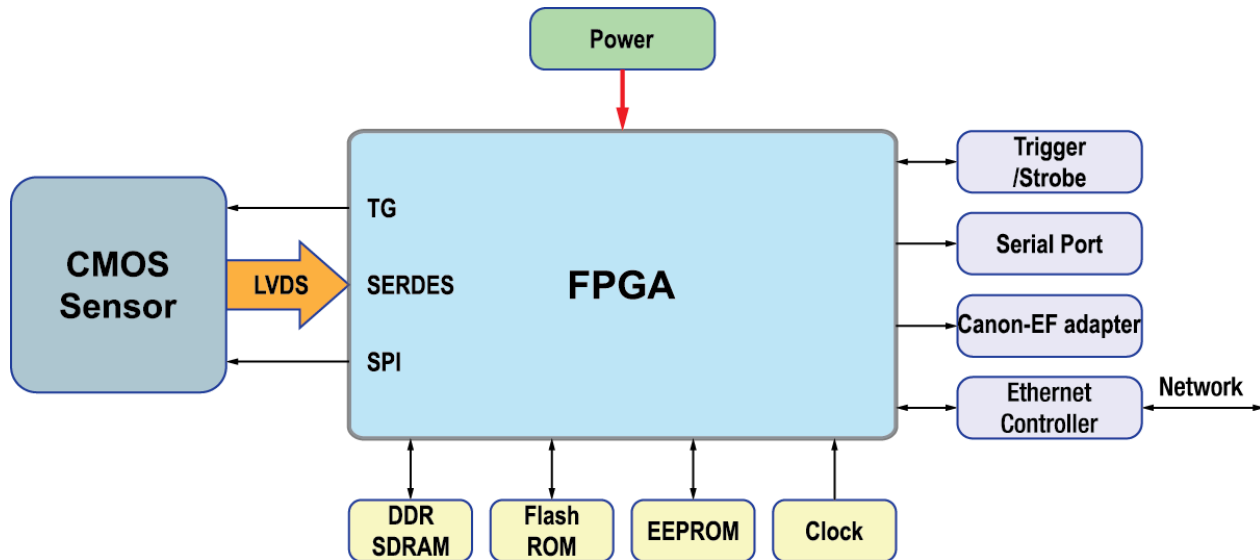 Power
Trigger
/Strobe
TG
CMOS
Sensor
LVDS
SERDES
FPGA
Serial Port
Canon-EF adapter
SPI
Ethernet
Controller
Network
DDR
SDRAM
Flash
ROM
EEPROM
Clock